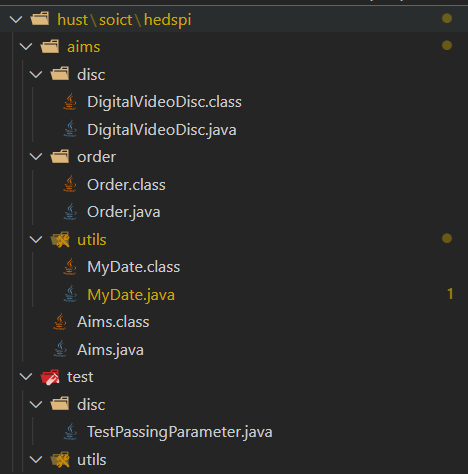 hust\soict\hedspi
aims
disc
DigitalVideoDisc.class
DigitalVideoDisc.java
order
Order.class
Order.java
utils
MyDate.class
MyDate.java 1
Aims.class
Aims.java
test
disc
TestPassingParameter.java
utils